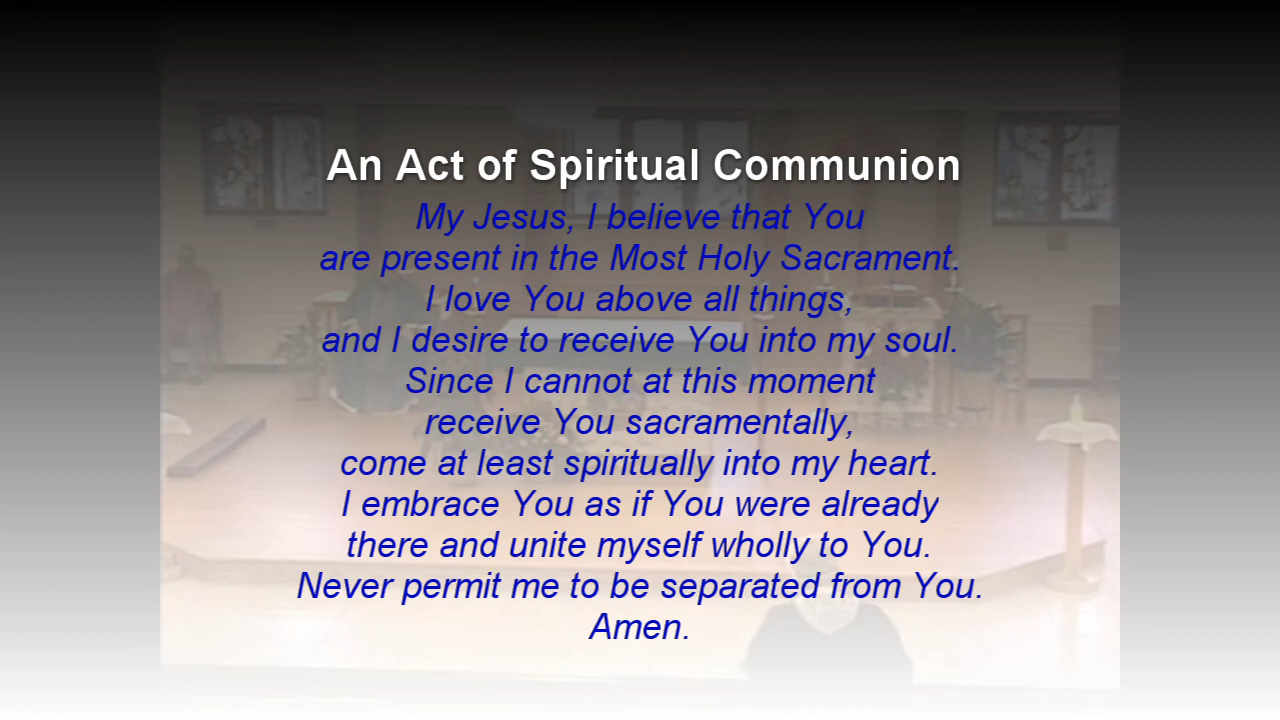 An Act of Spiritual Communion
My Jesus, I believe that You
are present in the Most Holy Sacrament.
I love You above all things,
and I desire to receive You into my soul.
Since I cannot at this moment
receive You sacramentally,
come at least spiritually into my heart.
I embrace You as if You were already
there and unite myself wholly to You.
Never permit me to be separated from You.
Amen.